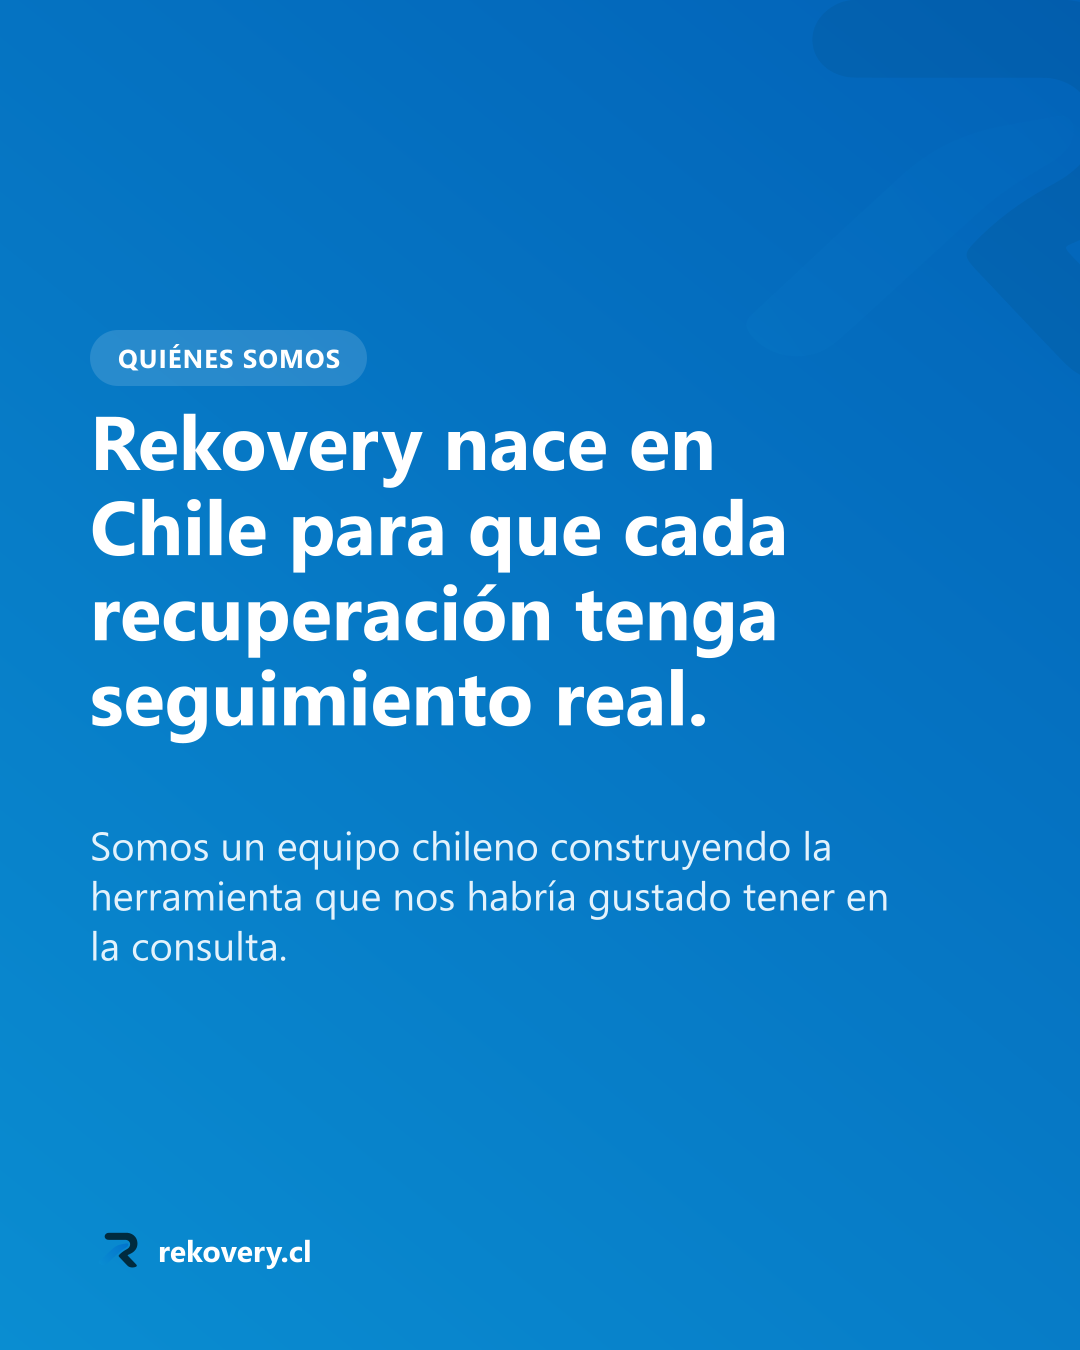 QUIÉNES SOMOS
Rekovery nace en
Chile para que cada
recuperación tenga
seguimiento real.
Somos un equipo chileno construyendo la
herramienta que nos habría gustado tener en
la consulta.
rekovery.cl